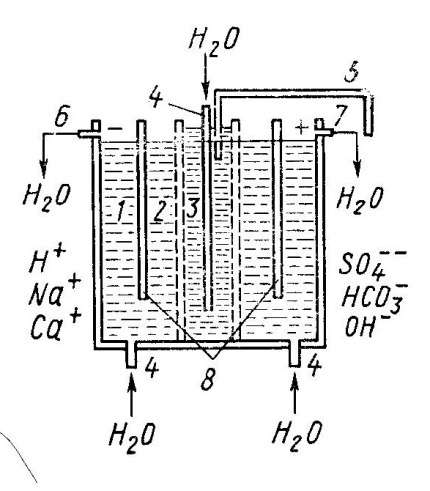 H₂O
4
5
6
−
+
7
H₂O
1
2
3
H₂O
H⁺
Na⁺
Ca⁺
SO₄⁻⁻
HCO₃⁻
OH⁻
4
8
4
H₂O
H₂O